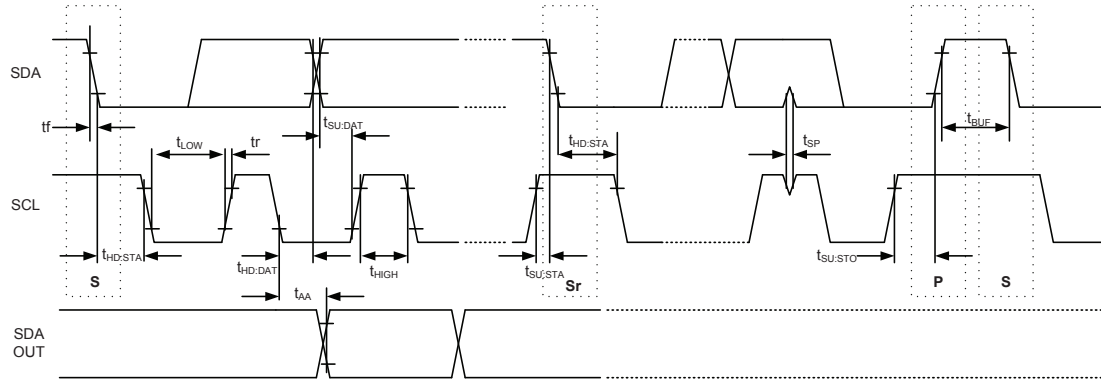 SDA
tf
tLOW
tr
tSU:DAT
tHD:STA
tSP
tBUF
SCL
tHD:STA
tHD:DAT
tHIGH
tSU:STA
tSU:STO
S
Sr
P
S
tAA
SDA
OUT